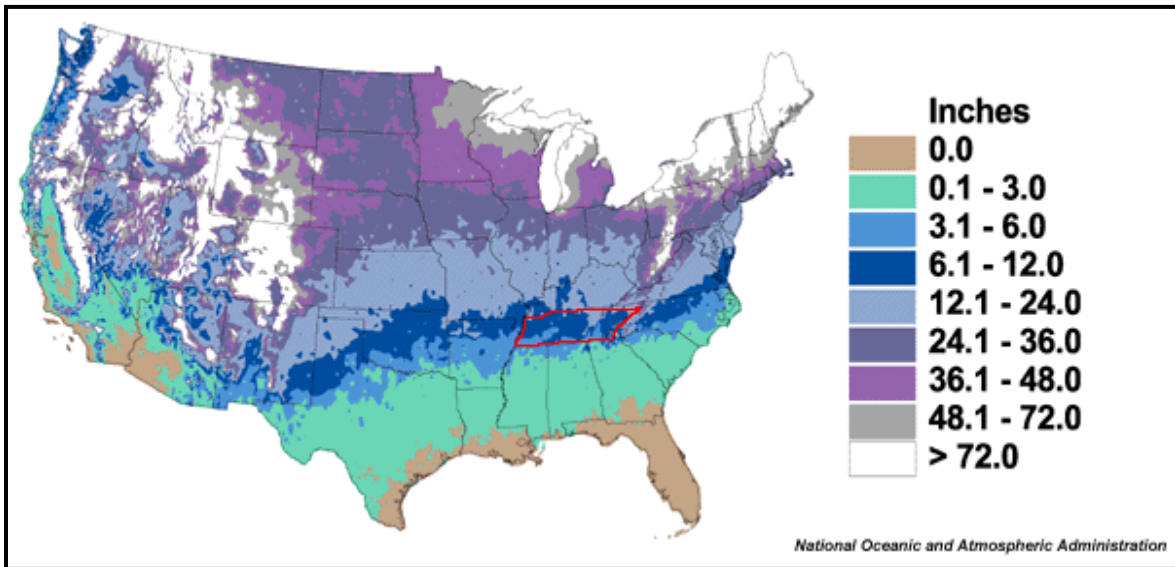 Inches
0.0
0.1 - 3.0
3.1 - 6.0
6.1 - 12.0
12.1 - 24.0
24.1 - 36.0
36.1 - 48.0
48.1 - 72.0
> 72.0
National Oceanic and Atmospheric Administration